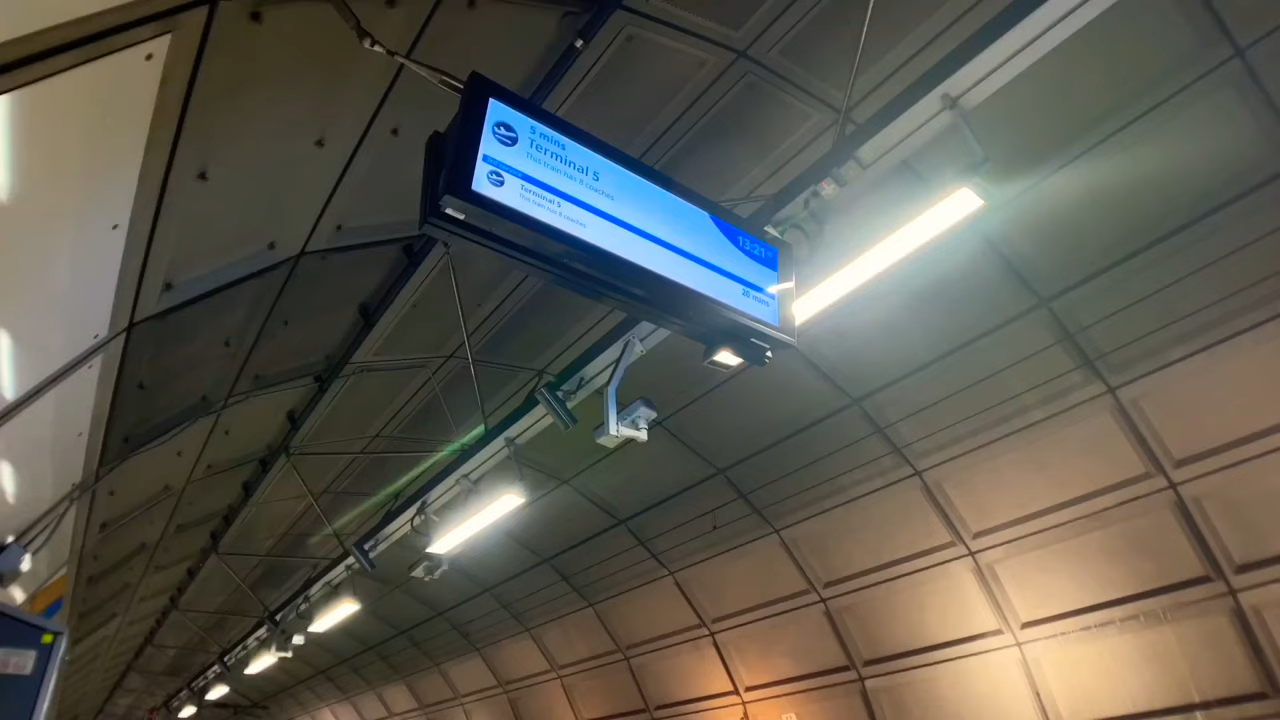 5 mins
Terminal 5
This train has 8 coaches
13:21
Terminal 5
This train has 8 coaches
20 mins